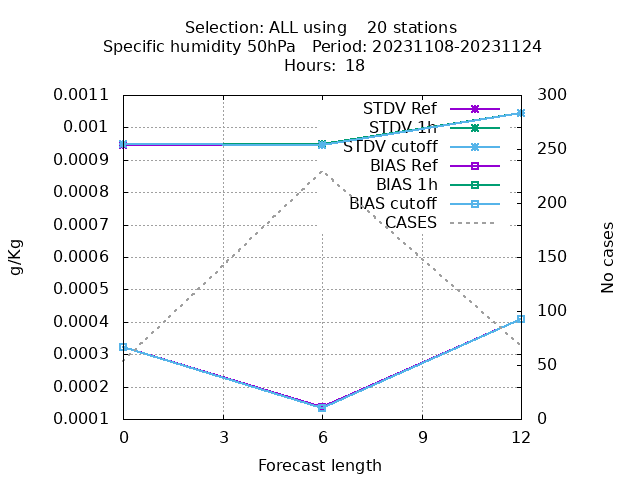 Selection: ALL using    20 stations
Specific humidity 50hPa   Period: 20231108-20231124
Hours: 18
0.0011
0.001
0.0009
0.0008
0.0007
0.0006
0.0005
0.0004
0.0003
0.0002
0.0001
g/Kg
STDV Ref
STDV 1h
STDV cutoff
BIAS Ref
BIAS 1h
BIAS cutoff
CASES
300
250
200
150
100
50
0
No cases
0 3 6 9 12
Forecast length